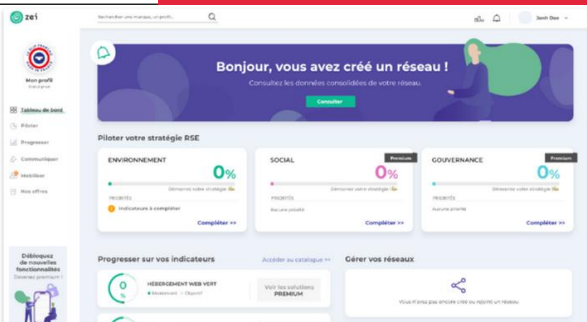 zei
Rechercher une marque, un profil...
Mon profil
Tableau de bord
Piloter
Progresser
Communiquer
Mobiliser
Nos offres
Débloquez
de nouvelles
fonctionnalités
Devenez premium !
Bonjour, vous avez créé un réseau !
Consultez les données consolidées de votre réseau.
Consulter
Piloter votre stratégie RSE
ENVIRONNEMENT
0%
Démarrez votre stratégie
PRIORITÉS
Indicateurs à compléter
Compléter >>
SOCIAL
Premium
0%
Démarrez votre stratégie
PRIORITÉS
Aucune priorité
Compléter >>
GOUVERNANCE
Premium
0%
Démarrez votre stratégie
PRIORITÉS
Aucune priorité
Compléter >>
Progresser sur vos indicateurs
Accéder au catalogue >>
0
%
HÉBERGEMENT WEB VERT
Voir les solutions
PREMIUM
Gérer vos réseaux
Vous n'avez pas encore créé ou rejoint un réseau